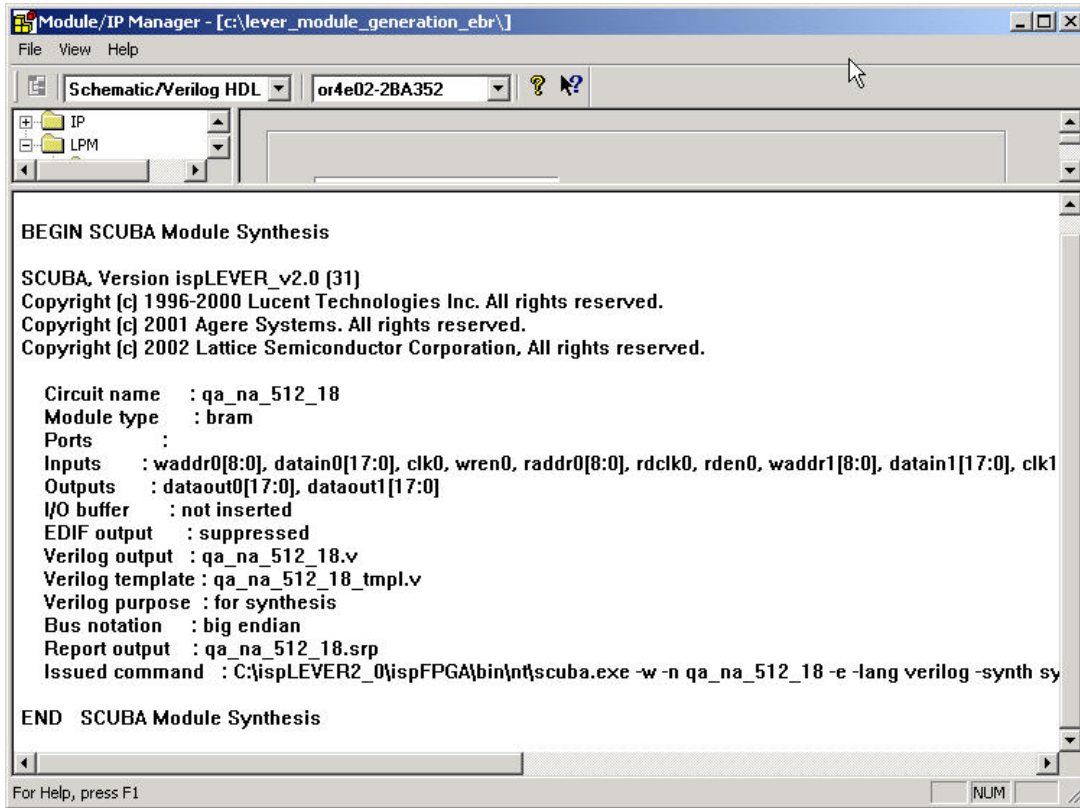 Module/IP Manager - [c:\lever_module_generation_ebr\]
File View Help
Schematic/Verilog HDL or4e02-2BA352
IP
LPM
BEGIN SCUBA Module Synthesis
SCUBA, Version ispLEVER_v2.0 (31)
Copyright (c) 1996-2000 Lucent Technologies Inc. All rights reserved.
Copyright (c) 2001 Agere Systems. All rights reserved.
Copyright (c) 2002 Lattice Semiconductor Corporation, All rights reserved.
Circuit name : qa_na_512_18
Module type : bram
Ports :
Inputs : waddr0[8:0], datain0[17:0], clk0, wren0, raddr0[8:0], rdclk0, rden0, waddr1[8:0], datain1[17:0], clk1
Outputs : dataout0[17:0], dataout1[17:0]
I/O buffer : not inserted
EDIF output : suppressed
Verilog output : qa_na_512_18.v
Verilog template : qa_na_512_18_tmpl.v
Verilog purpose : for synthesis
Bus notation : big endian
Report output : qa_na_512_18.srp
Issued command : C:\ispLEVER2_0\ispFPGA\bin\nt\scuba.exe -w -n qa_na_512_18 -e -lang verilog -synth sy
END SCUBA Module Synthesis
For Help, press F1 NUM